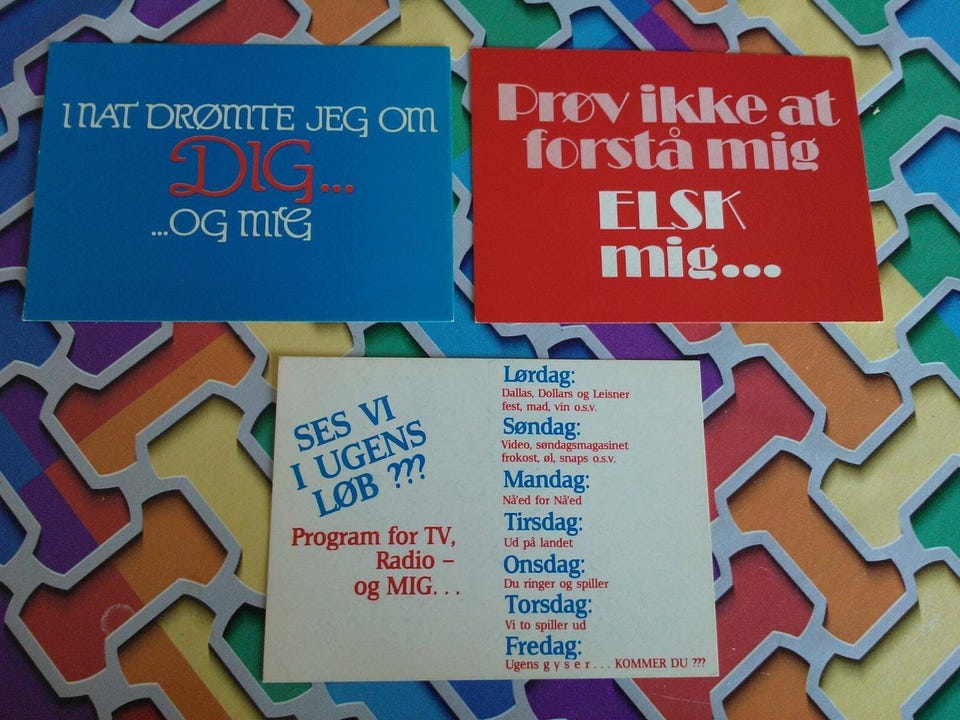 I NAT DRØMTE JEG OM
DIG...
...OG MIG
Prøv ikke at
forstå mig
ELSK
mig...
SES VI
I UGENS
LØB ???
Program for TV,
Radio –
og MIG...
Lørdag:
Dallas, Dollars og Leisner
fest, mad, vin o.s.v.
Søndag:
Video, søndagsmagasinet
frokost, øl, snaps o.s.v.
Mandag:
Nå'ed for Nå'ed
Tirsdag:
Ud på landet
Onsdag:
Du ringer og spiller
Torsdag:
Vi to spiller ud
Fredag:
Ugens g y s e r . . . KOMMER DU ???